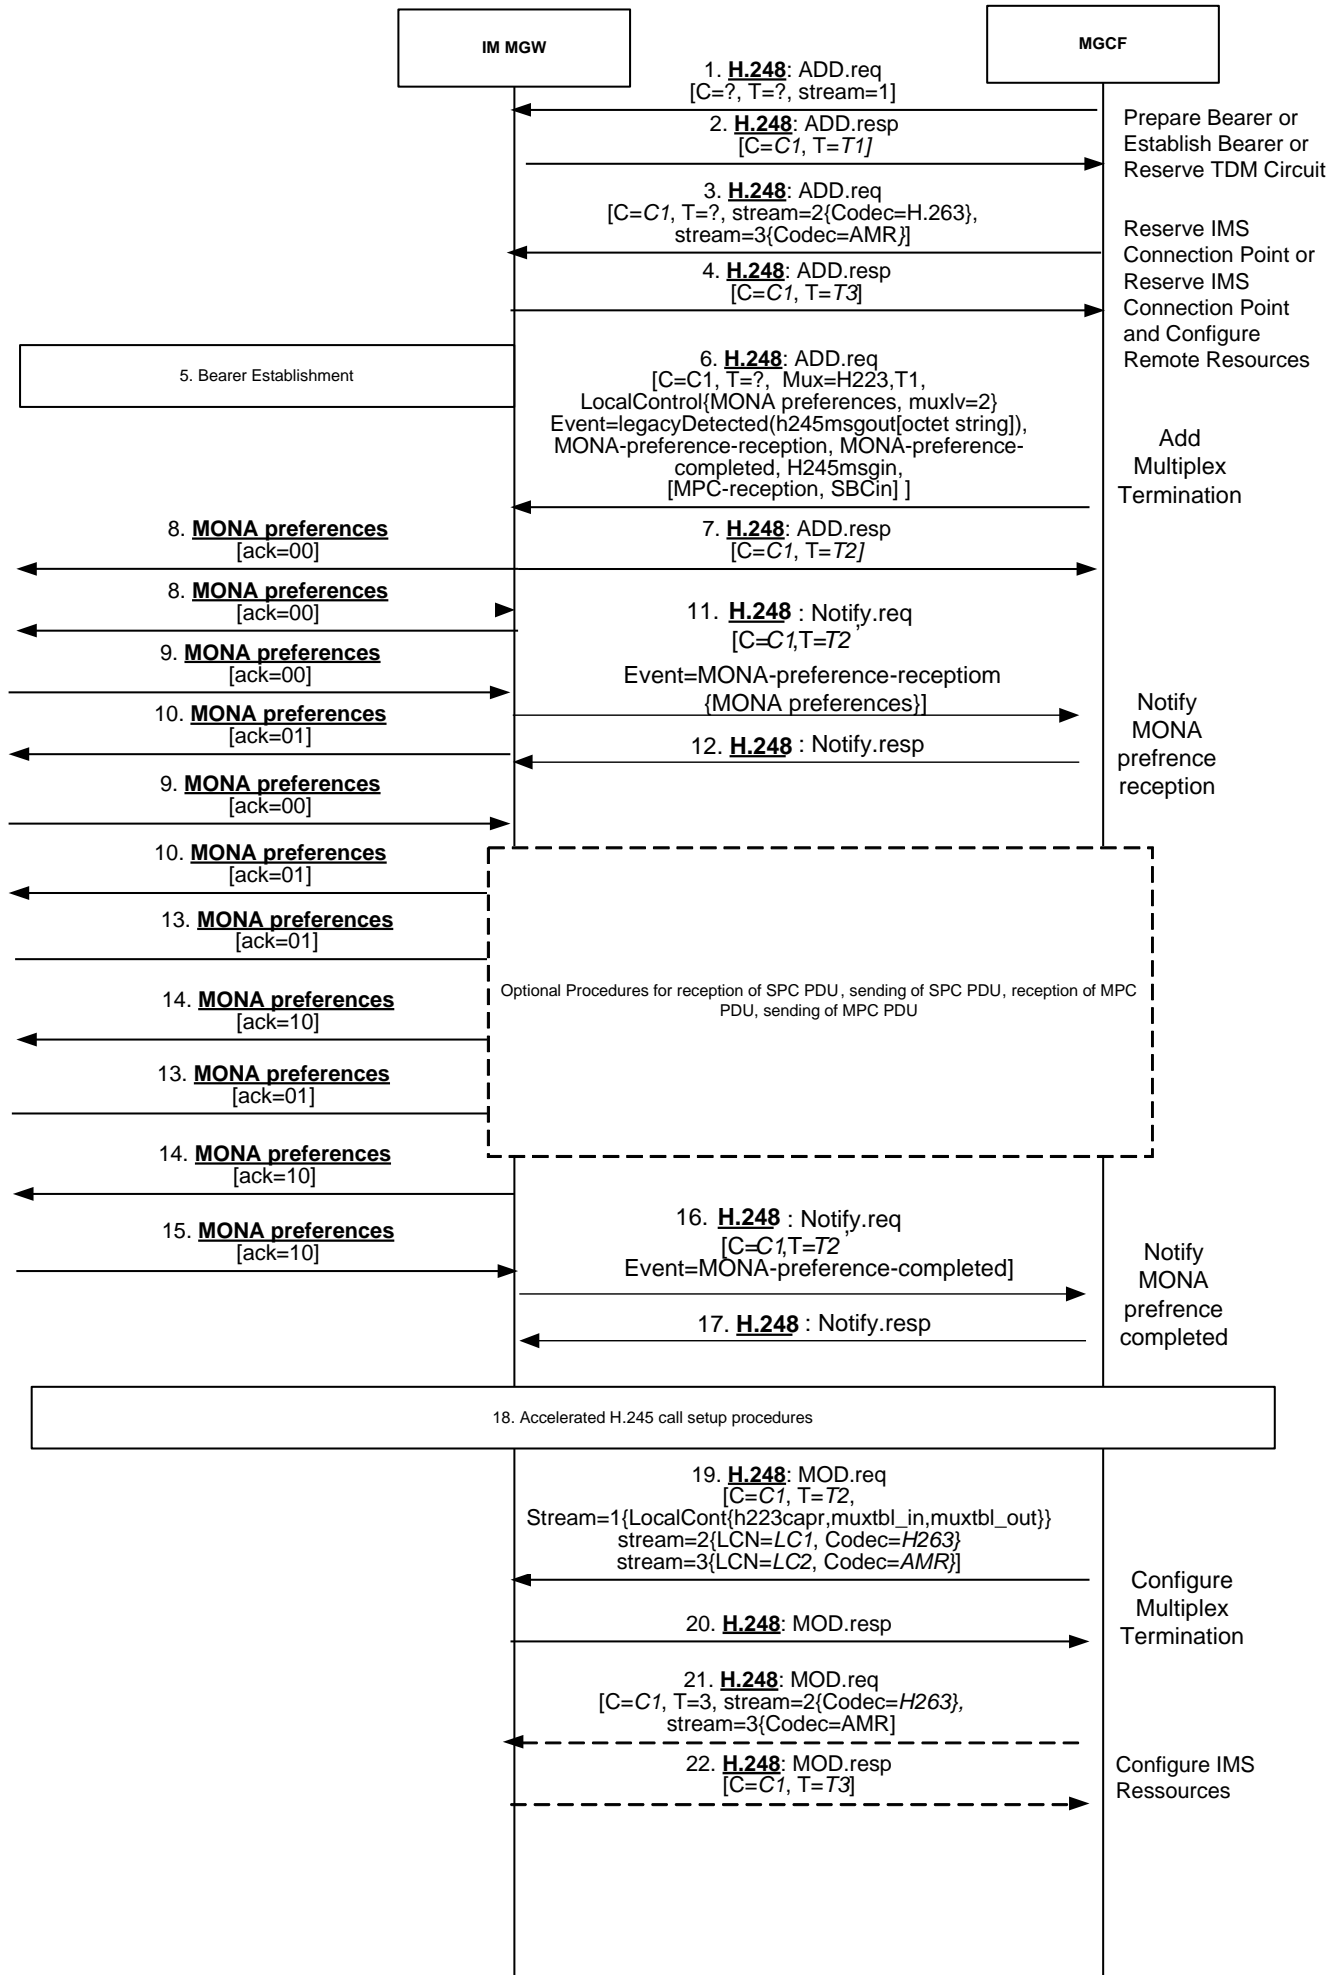 IM MGW
MGCF
1. H.248: ADD.req
[C=?, T=?, stream=1]
2. H.248: ADD.resp
[C=C1, T=T1]
Prepare Bearer or
Establish Bearer or
Reserve TDM Circuit
3. H.248: ADD.req
[C=C1, T=?, stream=2{Codec=H.263},
stream=3{Codec=AMR}]
4. H.248: ADD.resp
[C=C1, T=T3]
Reserve IMS
Connection Point or
Reserve IMS
Connection Point
and Configure
Remote Resources
5. Bearer Establishment
6. H.248: ADD.req
[C=C1, T=?, Mux=H223,T1,
LocalControl{MONA preferences, muxlv=2}
Event=legacyDetected(h245msgout[octet string]),
MONA-preference-reception, MONA-preference-
completed, H245msgin,
[MPC-reception, SBCin] ]
Add
Multiplex
Termination
8. MONA preferences
[ack=00]
7. H.248: ADD.resp
[C=C1, T=T2]
8. MONA preferences
[ack=00]
11. H.248 : Notify.req
[C=C1,T=T2 ,
Event=MONA-preference-receptiom
{MONA preferences}]
9. MONA preferences
[ack=00]
10. MONA preferences
[ack=01]
12. H.248 : Notify.resp
Notify
MONA
prefrence
reception
9. MONA preferences
[ack=00]
10. MONA preferences
[ack=01]
13. MONA preferences
[ack=01]
Optional Procedures for reception of SPC PDU, sending of SPC PDU, reception of MPC
PDU, sending of MPC PDU
14. MONA preferences
[ack=10]
13. MONA preferences
[ack=01]
14. MONA preferences
[ack=10]
15. MONA preferences
[ack=10]
16. H.248 : Notify.req
[C=C1,T=T2 ,
Event=MONA-preference-completed]
17. H.248 : Notify.resp
Notify
MONA
prefrence
completed
18. Accelerated H.245 call setup procedures
19. H.248: MOD.req
[C=C1, T=T2,
Stream=1{LocalCont{h223capr,muxtbl_in,muxtbl_out}}
stream=2{LCN=LC1, Codec=H263}
stream=3{LCN=LC2, Codec=AMR}]
20. H.248: MOD.resp
Configure
Multiplex
Termination
21. H.248: MOD.req
[C=C1, T=3, stream=2{Codec=H263},
stream=3{Codec=AMR]
22. H.248: MOD.resp
[C=C1, T=T3]
Configure IMS
Ressources